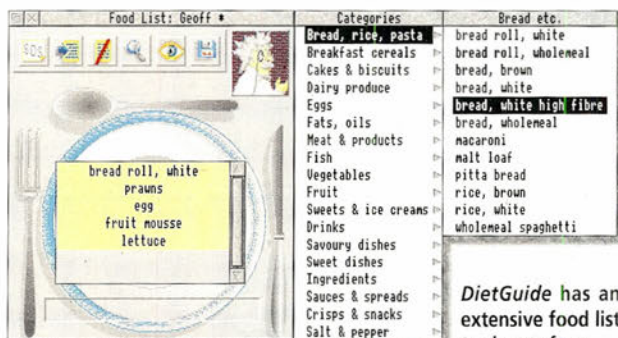 Food List: Geoff *
SOS
bread roll, white
prawns
egg
fruit mousse
lettuce
Categories
Bread, rice, pasta
Breakfast cereals
Cakes & biscuits
Dairy produce
Eggs
Fats, oils
Meat & products
Fish
Vegetables
Fruit
Sweets & ice creams
Drinks
Savoury dishes
Sweet dishes
Ingredients
Sauces & spreads
Crisps & snacks
Salt & pepper
Bread etc.
bread roll, white
bread roll, wholemeal
bread, brown
bread, white
bread, white high fibre
bread, wholemeal
macaroni
malt loaf
pitta bread
rice, brown
rice, white
wholemeal spaghetti
DietGuide has an
extensive food list